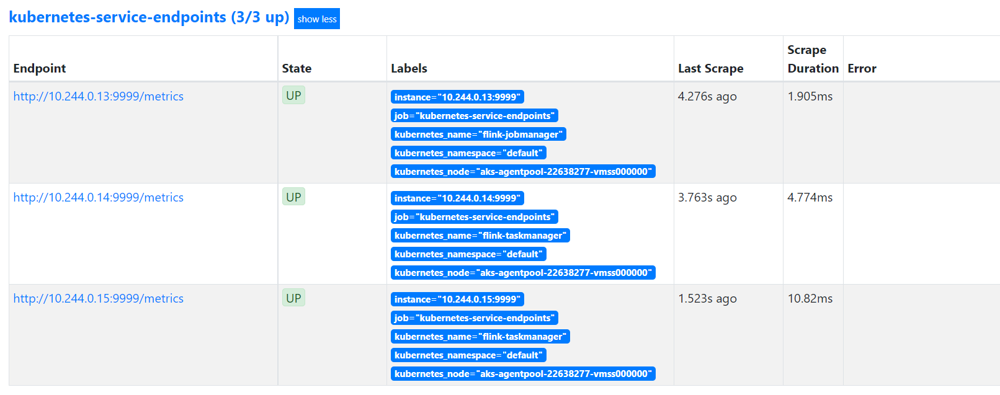 kubernetes-service-endpoints (3/3 up) show less
Endpoint State Labels Last Scrape Scrape Duration Error
http://10.244.0.13:9999/metrics UP instance="10.244.0.13:9999" 4.276s ago 1.905ms
job="kubernetes-service-endpoints"
kubernetes_name="flink-jobmanager"
kubernetes_namespace="default"
kubernetes_node="aks-agentpool-22638277-vmss000000"
http://10.244.0.14:9999/metrics UP instance="10.244.0.14:9999" 3.763s ago 4.774ms
job="kubernetes-service-endpoints"
kubernetes_name="flink-taskmanager"
kubernetes_namespace="default"
kubernetes_node="aks-agentpool-22638277-vmss000000"
http://10.244.0.15:9999/metrics UP instance="10.244.0.15:9999" 1.523s ago 10.82ms
job="kubernetes-service-endpoints"
kubernetes_name="flink-taskmanager"
kubernetes_namespace="default"
kubernetes_node="aks-agentpool-22638277-vmss000000"